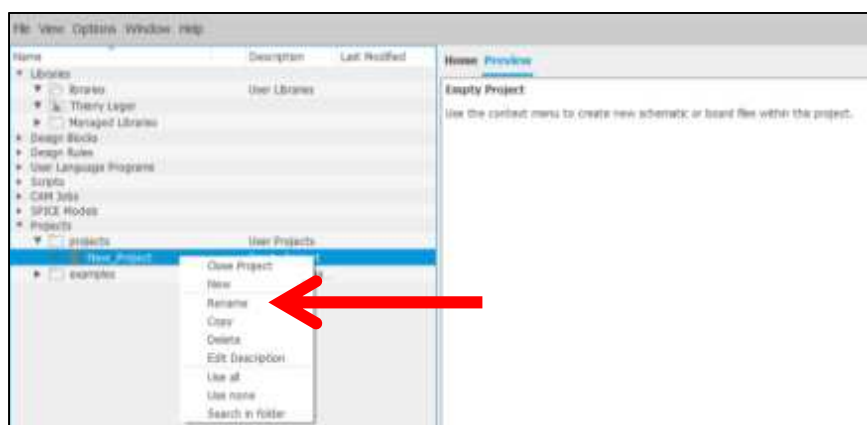 File View Options Window Help
Name Description Last Modified
Libraries
libraries User Libraries
Thierry Leger
Managed Libraries
Design Blocks
Design Rules
User Language Programs
Scripts
CAM Jobs
SPICE Models
Projects
projects User Projects
New_Project
examples
Close Project
New
Rename
Copy
Delete
Edit Description
Use all
Use none
Search in folder
Home Preview
Empty Project
Use the context menu to create new schematic or board files within the project.